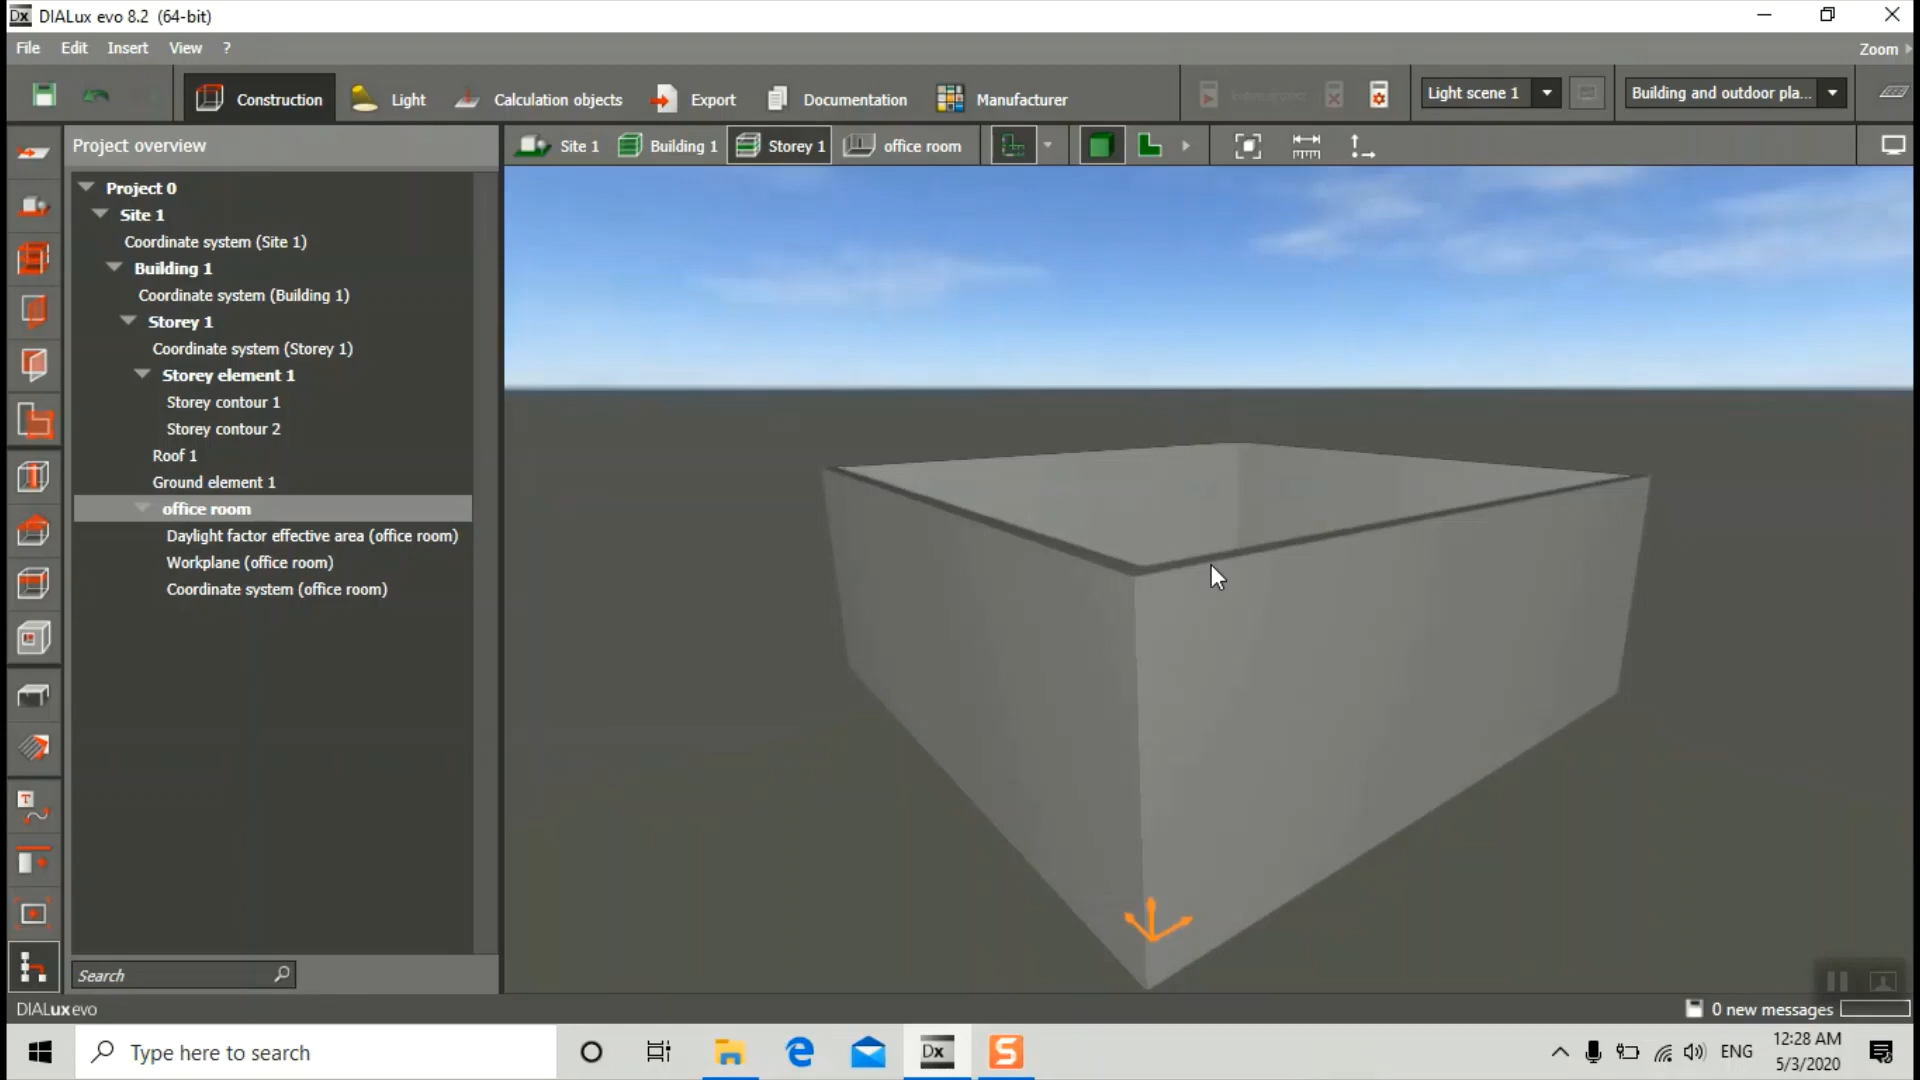 Dx DIALux evo 8.2 (64-bit)
File Edit Insert View ? Zoom
Construction Light Calculation objects Export Documentation Manufacturer Light scene 1 Building and outdoor pla...
Project overview Site 1 Building 1 Storey 1 office room
Project 0
Site 1
Coordinate system (Site 1)
Building 1
Coordinate system (Building 1)
Storey 1
Coordinate system (Storey 1)
Storey element 1
Storey contour 1
Storey contour 2
Roof 1
Ground element 1
office room
Daylight factor effective area (office room)
Workplane (office room)
Coordinate system (office room)
Search
DIALux evo 0 new messages
Type here to search Dx S ENG 12:28 AM
5/3/2020